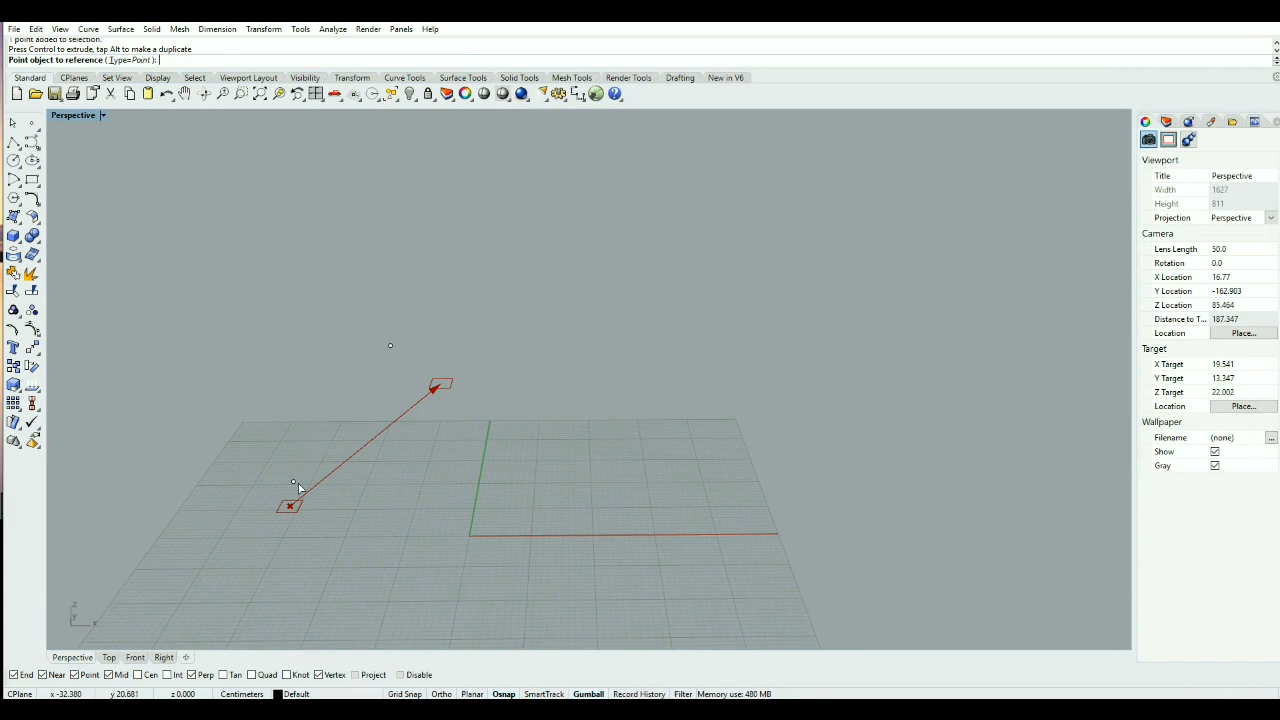 File Edit View Curve Surface Solid Mesh Dimension Transform Tools Analyze Render Panels Help
1 point added to selection.
Press Control to extrude, tap Alt to make a duplicate
Point object to reference ( Type=Point ):
Standard CPlanes Set View Display Select Viewport Layout Visibility Transform Curve Tools Surface Tools Solid Tools Mesh Tools Render Tools Drafting New in V6
Perspective
Viewport
Title Perspective
Width 1627
Height 811
Projection Perspective
Camera
Lens Length 50.0
Rotation 0.0
X Location 16.77
Y Location -162.903
Z Location 85.464
Distance to T... 187.347
Location Place...
Target
X Target 19.541
Y Target 13.347
Z Target 22.002
Location Place...
Wallpaper
Filename (none) ...
Show
Gray
z
y
x
Perspective Top Front Right
End Near Point Mid Cen Int Perp Tan Quad Knot Vertex Project Disable
CPlane x -32.380 y 20.681 z 0.000 Centimeters Default Grid Snap Ortho Planar Osnap SmartTrack Gumball Record History Filter Memory use: 480 MB